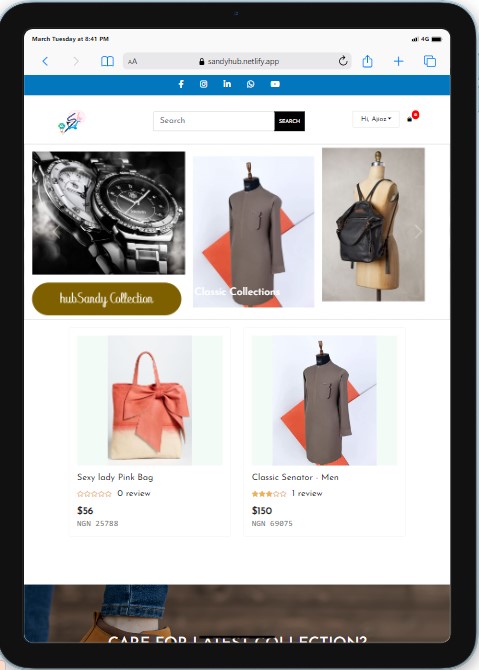 March Tuesday at 8:41 PM
4G
AA
sandyhub.netlify.app
Search
SEARCH
Hi, Ajioz
0
hubSandy Collection
Classic Collections
Sexy lady Pink Bag
0 review
$56
NGN 25788
Classic Senator - Men
1 review
$150
NGN 69075
CARE FOR LATEST COLLECTION?